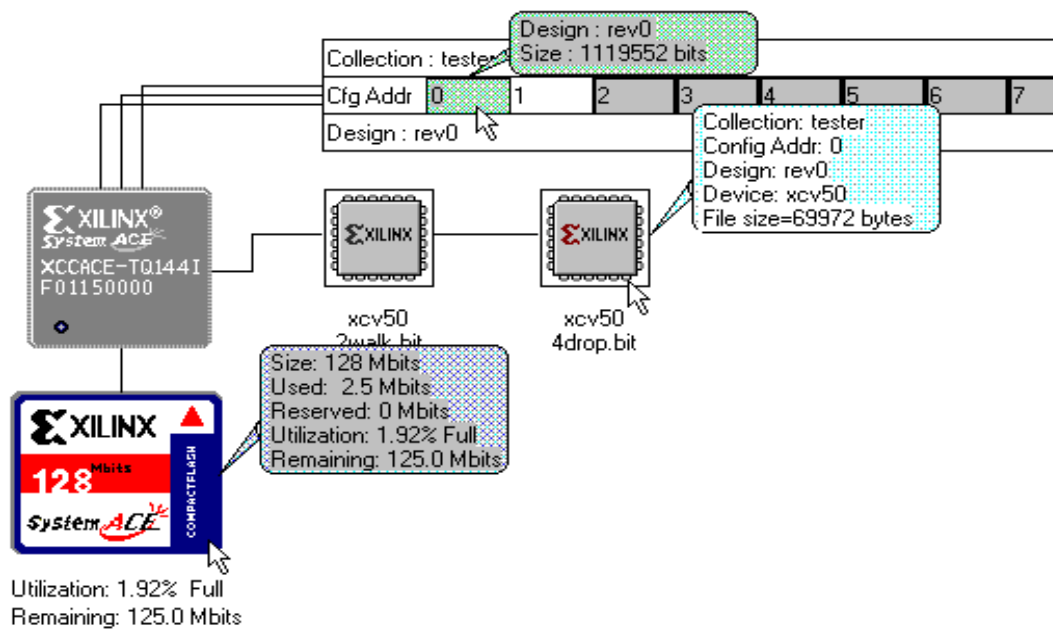 Design : rev0
Size : 1119552 bits
Collection : tester
Cfg Addr 0 1 2 3 4 5 6 7
Design : rev0
Collection: tester
Config Addr: 0
Design: rev0
Device: xcv50
File size=69972 bytes
XILINX®
System ACE
XCCACE-TQ144I
F01150000
XILINX
XILINX
xcv50
2walk.bit
xcv50
4drop.bit
Size: 128 Mbits
Used: 2.5 Mbits
Reserved: 0 Mbits
Utilization: 1.92% Full
Remaining: 125.0 Mbits
XILINX
128 Mbits
System ACE
COMPACTFLASH
Utilization: 1.92% Full
Remaining: 125.0 Mbits